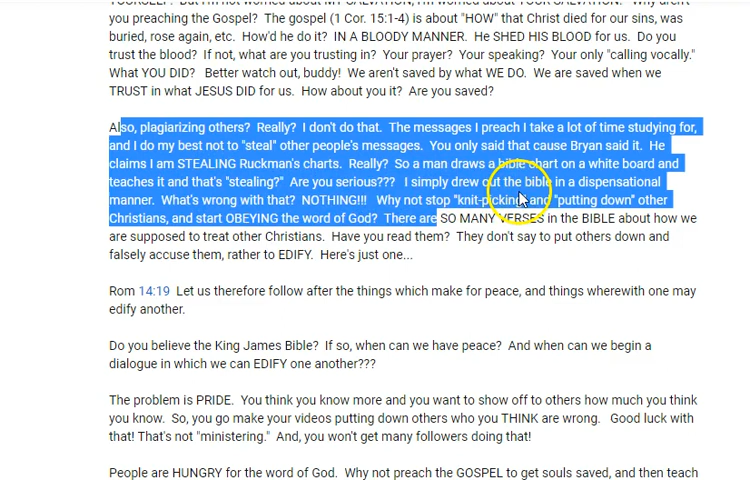 you preaching the Gospel?  The gospel (1 Cor. 15:1-4) is about "HOW" that Christ died for our sins, was
buried, rose again, etc.  How'd he do it?  IN A BLOODY MANNER.  He SHED HIS BLOOD for us.  Do you
trust the blood?  If not, what are you trusting in?  Your prayer?  Your speaking?  Your only "calling vocally."
What YOU DID?   Better watch out, buddy!  We aren't saved by what WE DO.  We are saved when we
TRUST in what JESUS DID for us.  How about you it?  Are you saved?
Also, plagiarizing others?  Really?  I don't do that.  The messages I preach I take a lot of time studying for,
and I do my best not to "steal" other people's messages.  You only said that cause Bryan said it.  He
claims I am STEALING Ruckman's charts.  Really?  So a man draws a bible chart on a white board and
teaches it and that's "stealing?"  Are you serious???   I simply drew out the bible in a dispensational
manner.  What's wrong with that?  NOTHING!!!   Why not stop "knit-picking" and "putting down" other
Christians, and start OBEYING the word of God?  There are SO MANY VERSES in the BIBLE about how we
are supposed to treat other Christians.  Have you read them?  They don't say to put others down and
falsely accuse them, rather to EDIFY.  Here's just one...
Rom 14:19  Let us therefore follow after the things which make for peace, and things wherewith one may
edify another.
Do you believe the King James Bible?  If so, when can we have peace?  And when can we begin a
dialogue in which we can EDIFY one another???
The problem is PRIDE.  You think you know more and you want to show off to others how much you think
you know.  So, you go make your videos putting down others who you THINK are wrong.   Good luck with
that! That's not "ministering."  And, you won't get many followers doing that!
People are HUNGRY for the word of God.  Why not preach the GOSPEL to get souls saved, and then teach